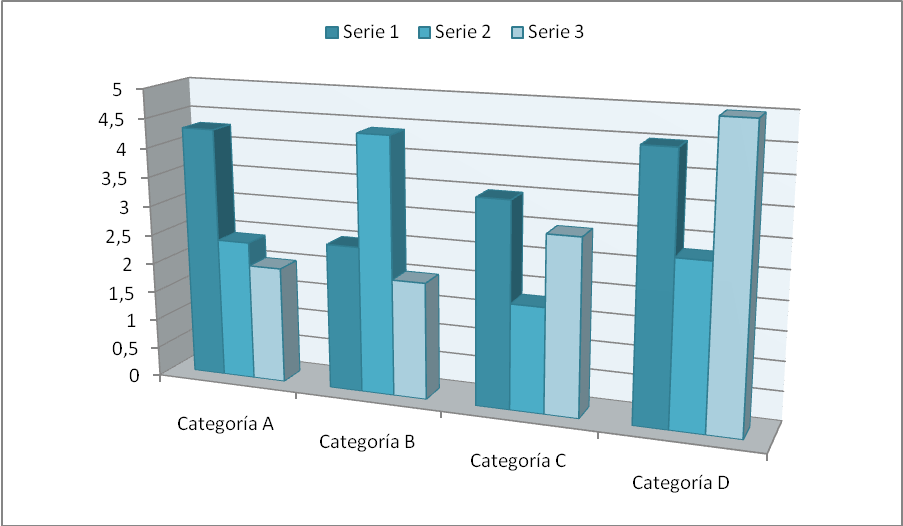 Serie 1 Serie 2 Serie 3
5
4,5
4
3,5
3
2,5
2
1,5
1
0,5
0
Categoría A
Categoría B
Categoría C
Categoría D